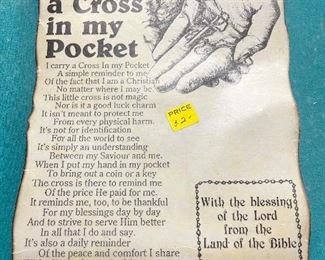 a Cross
in my
Pocket
I carry a Cross In my Pocket
A simple reminder to me
Of the fact that I am a Christian
No matter where I may be.
This little cross is not magic
Nor is it a good luck charm
It isn't meant to protect me
From every physical harm.
It's not for identification
For all the world to see
It's simply an understanding
Between my Saviour and me.
When I put my hand in my pocket
To bring out a coin or a key
The cross is there to remind me
Of the price He paid for me.
It reminds me, too, to be thankful
For my blessings day by day
And to strive to serve Him better
In all that I do and say.
It's also a daily reminder
Of the peace and comfort I share
PRICE
$2-
With the blessing
of the Lord
from the
Land of the Bible